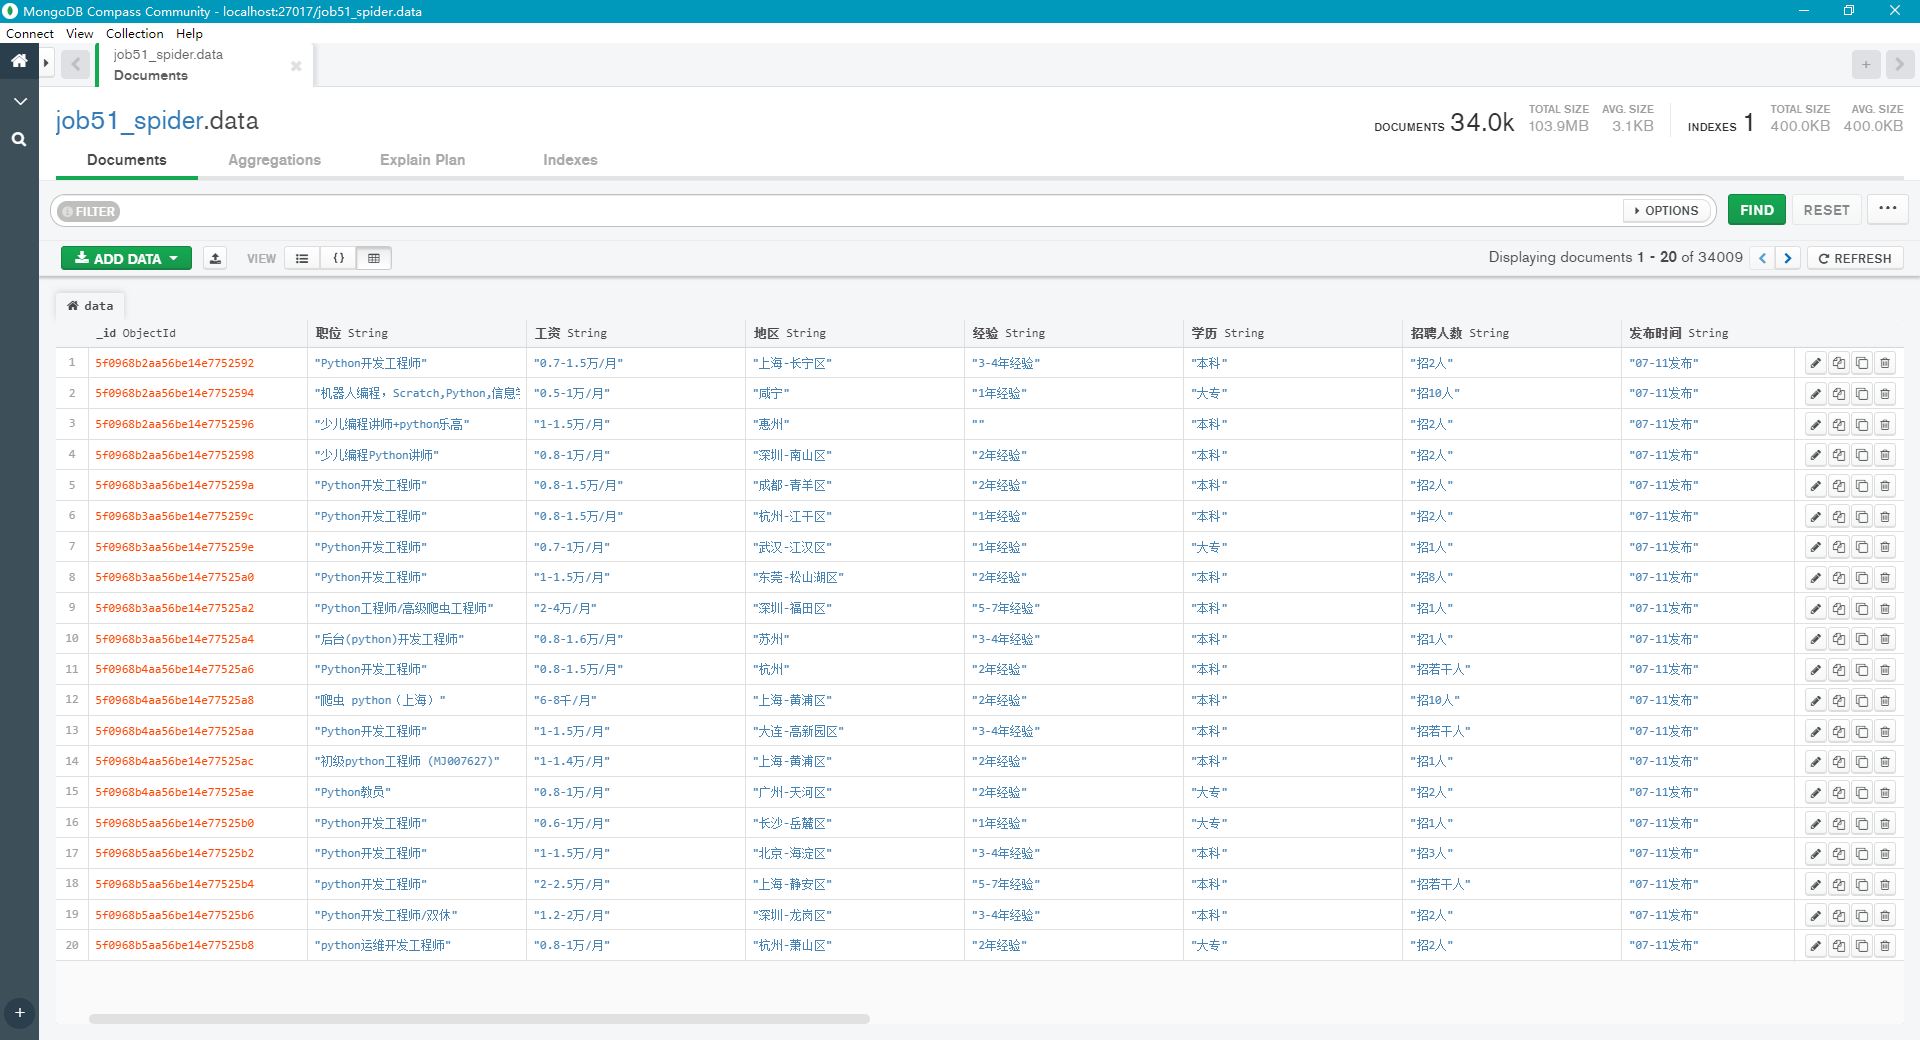 MongoDB Compass Community - localhost:27017/job51_spider.data
Connect View Collection Help
job51_spider.data
Documents
job51_spider.data
DOCUMENTS 34.0k TOTAL SIZE 103.9MB AVG. SIZE 3.1KB INDEXES 1 TOTAL SIZE 400.0KB AVG. SIZE 400.0KB
Documents Aggregations Explain Plan Indexes
FILTER OPTIONS FIND RESET ...
ADD DATA VIEW {} Displaying documents 1 - 20 of 34009 REFRESH
data
_id ObjectId 职位 String 工资 String 地区 String 经验 String 学历 String 招聘人数 String 发布时间 String
1 5f0968b2aa56be14e7752592 "Python开发工程师" "0.7-1.5万/月" "上海-长宁区" "3-4年经验" "本科" "招2人" "07-11发布"
2 5f0968b2aa56be14e7752594 "机器人编程，Scratch,Python,信息学 "0.5-1万/月" "咸宁" "1年经验" "大专" "招10人" "07-11发布"
3 5f0968b2aa56be14e7752596 "少儿编程讲师+python乐高" "1-1.5万/月" "惠州" "" "本科" "招2人" "07-11发布"
4 5f0968b2aa56be14e7752598 "少儿编程Python讲师" "0.8-1万/月" "深圳-南山区" "2年经验" "本科" "招2人" "07-11发布"
5 5f0968b3aa56be14e775259a "Python开发工程师" "0.8-1.5万/月" "成都-青羊区" "2年经验" "本科" "招2人" "07-11发布"
6 5f0968b3aa56be14e775259c "Python开发工程师" "0.8-1.5万/月" "杭州-江干区" "1年经验" "本科" "招2人" "07-11发布"
7 5f0968b3aa56be14e775259e "Python开发工程师" "0.7-1万/月" "武汉-江汉区" "1年经验" "大专" "招1人" "07-11发布"
8 5f0968b3aa56be14e77525a0 "Python开发工程师" "1-1.5万/月" "东莞-松山湖区" "2年经验" "本科" "招8人" "07-11发布"
9 5f0968b3aa56be14e77525a2 "Python工程师/高级爬虫工程师" "2-4万/月" "深圳-福田区" "5-7年经验" "本科" "招1人" "07-11发布"
10 5f0968b3aa56be14e77525a4 "后台(python)开发工程师" "0.8-1.6万/月" "苏州" "3-4年经验" "本科" "招1人" "07-11发布"
11 5f0968b4aa56be14e77525a6 "Python开发工程师" "0.8-1.5万/月" "杭州" "2年经验" "本科" "招若干人" "07-11发布"
12 5f0968b4aa56be14e77525a8 "爬虫 python（上海）" "6-8千/月" "上海-黄浦区" "2年经验" "本科" "招10人" "07-11发布"
13 5f0968b4aa56be14e77525aa "Python开发工程师" "1-1.5万/月" "大连-高新园区" "3-4年经验" "本科" "招若干人" "07-11发布"
14 5f0968b4aa56be14e77525ac "初级python工程师 (MJ007627)" "1-1.4万/月" "上海-黄浦区" "2年经验" "本科" "招1人" "07-11发布"
15 5f0968b4aa56be14e77525ae "Python教员" "0.8-1万/月" "广州-天河区" "2年经验" "大专" "招2人" "07-11发布"
16 5f0968b5aa56be14e77525b0 "Python开发工程师" "0.6-1万/月" "长沙-岳麓区" "1年经验" "大专" "招1人" "07-11发布"
17 5f0968b5aa56be14e77525b2 "Python开发工程师" "1-1.5万/月" "北京-海淀区" "3-4年经验" "本科" "招3人" "07-11发布"
18 5f0968b5aa56be14e77525b4 "python开发工程师" "2-2.5万/月" "上海-静安区" "5-7年经验" "本科" "招若干人" "07-11发布"
19 5f0968b5aa56be14e77525b6 "Python开发工程师/双休" "1.2-2万/月" "深圳-龙岗区" "3-4年经验" "本科" "招2人" "07-11发布"
20 5f0968b5aa56be14e77525b8 "python运维开发工程师" "0.8-1万/月" "杭州-萧山区" "2年经验" "大专" "招2人" "07-11发布"